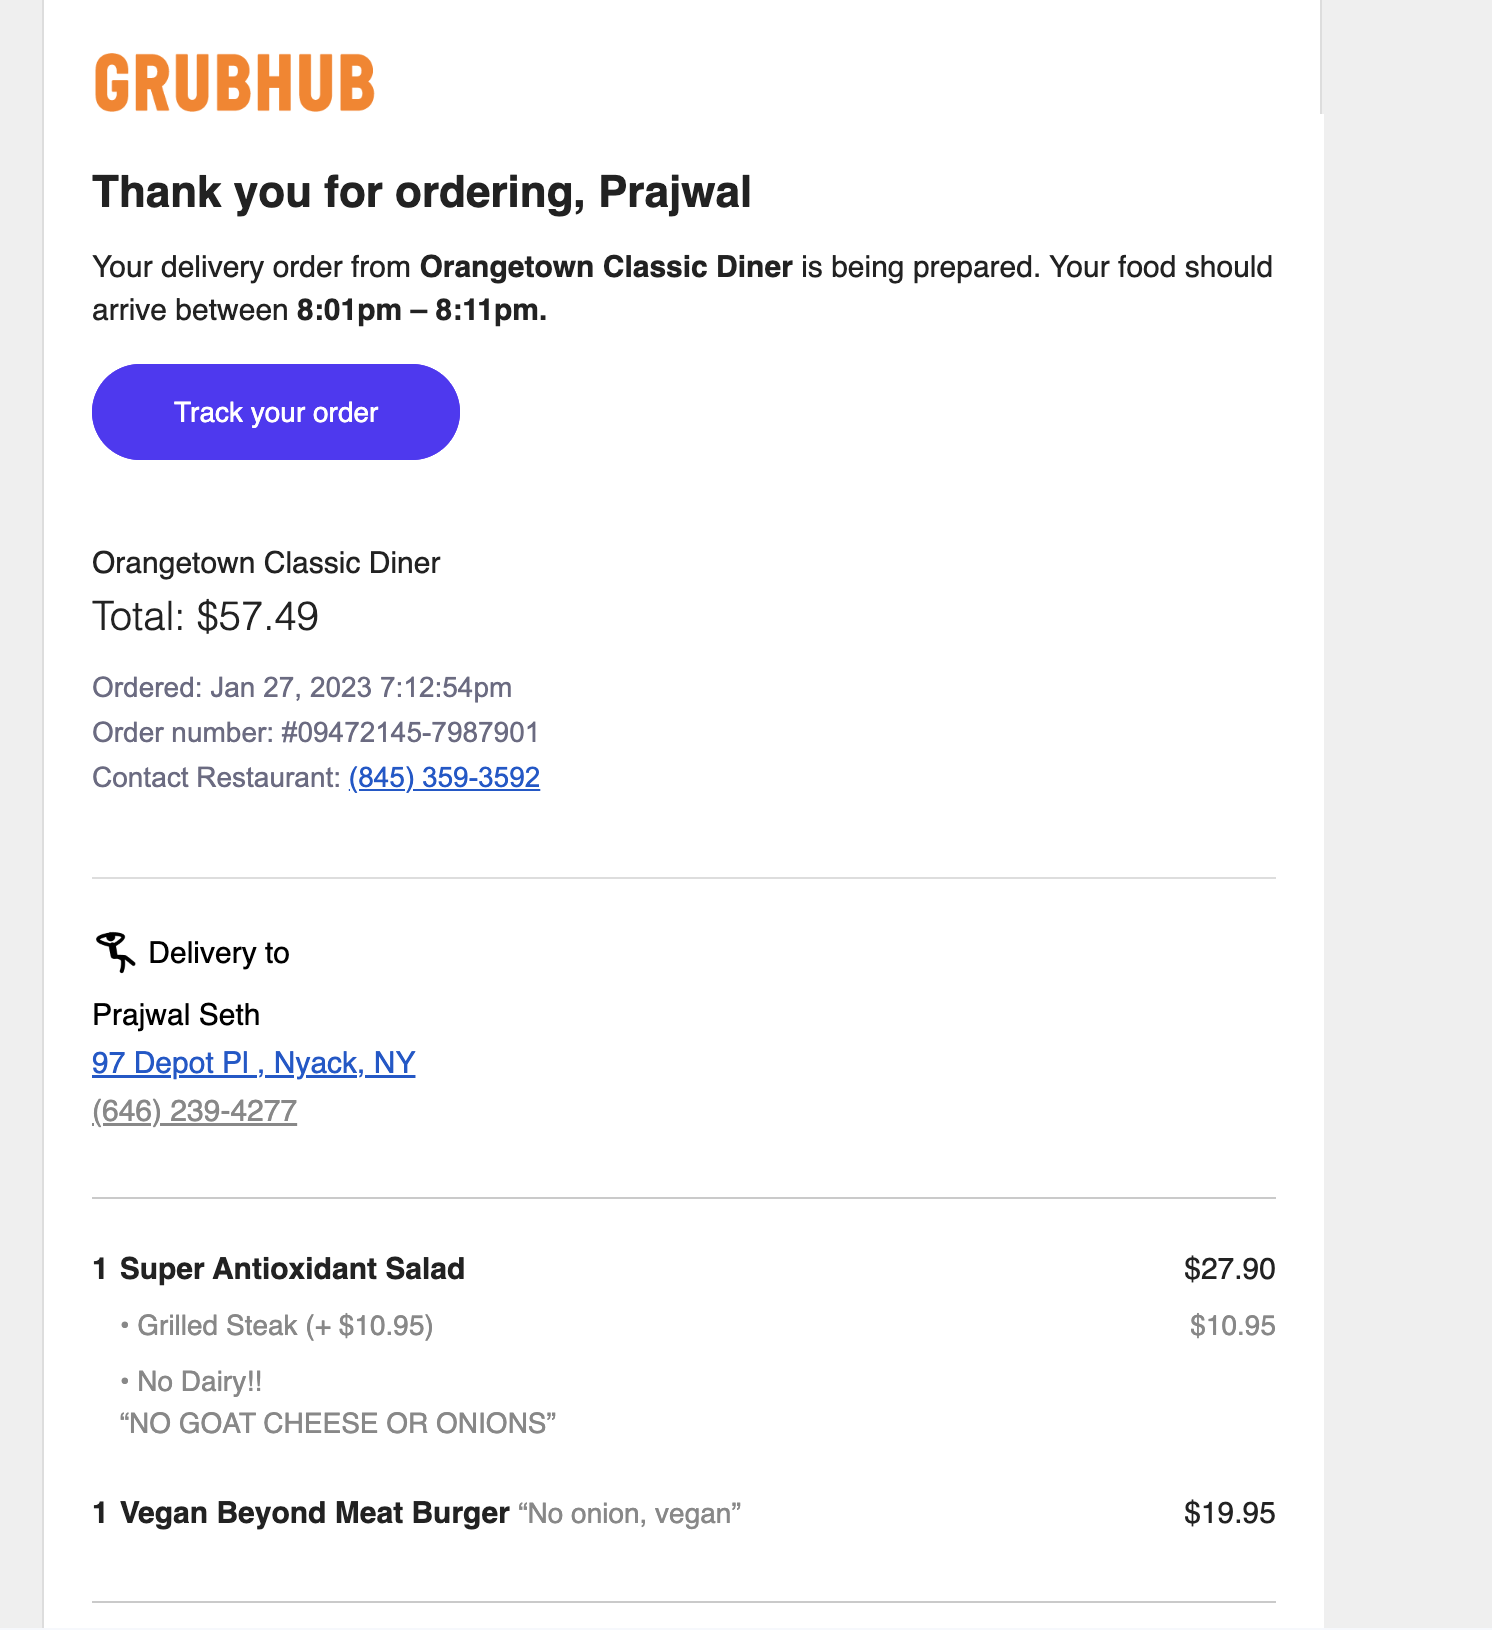 GRUBHUB
Thank you for ordering, Prajwal
Your delivery order from Orangetown Classic Diner is being prepared. Your food should
arrive between 8:01pm – 8:11pm.
Track your order
Orangetown Classic Diner
Total: $57.49
Ordered: Jan 27, 2023 7:12:54pm
Order number: #09472145-7987901
Contact Restaurant: (845) 359-3592
Delivery to
Prajwal Seth
97 Depot Pl , Nyack, NY
(646) 239-4277
1 Super Antioxidant Salad $27.90
• Grilled Steak (+ $10.95) $10.95
• No Dairy!!
“NO GOAT CHEESE OR ONIONS”
1 Vegan Beyond Meat Burger “No onion, vegan” $19.95